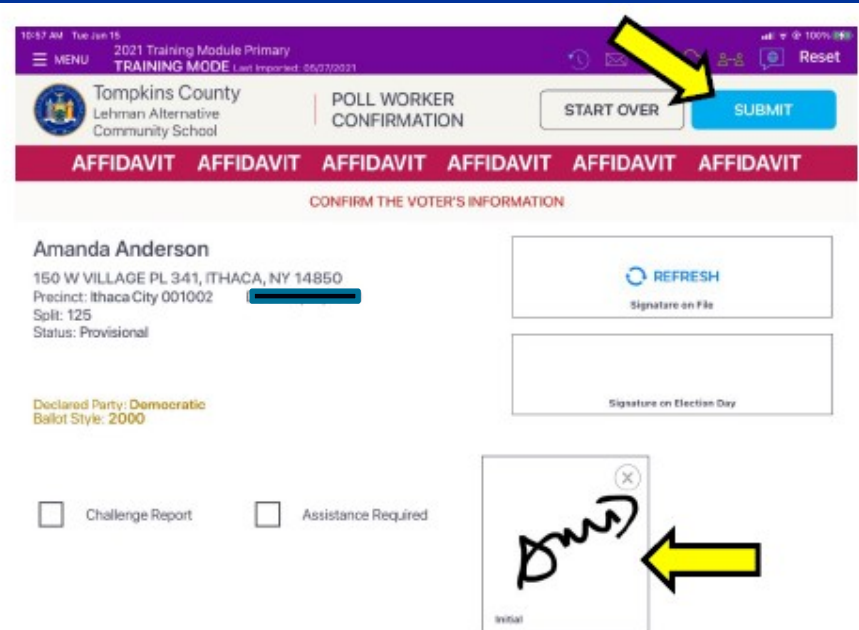 10:57 AM Tue Jun 15
100%
MENU
2021 Training Module Primary
TRAINING MODE Last Imported: 05/27/2021
Reset
Tompkins County
Lehman Alternative
Community School
POLL WORKER
CONFIRMATION
START OVER
SUBMIT
AFFIDAVIT AFFIDAVIT AFFIDAVIT AFFIDAVIT AFFIDAVIT AFFIDAVIT
CONFIRM THE VOTER'S INFORMATION
Amanda Anderson
150 W VILLAGE PL 341, ITHACA, NY 14850
Precinct: Ithaca City 001002
Split: 125
Status: Provisional
REFRESH
Signature on File
Signature on Election Day
Declared Party: Democratic
Ballot Style: 2000
Challenge Report
Assistance Required
Initial